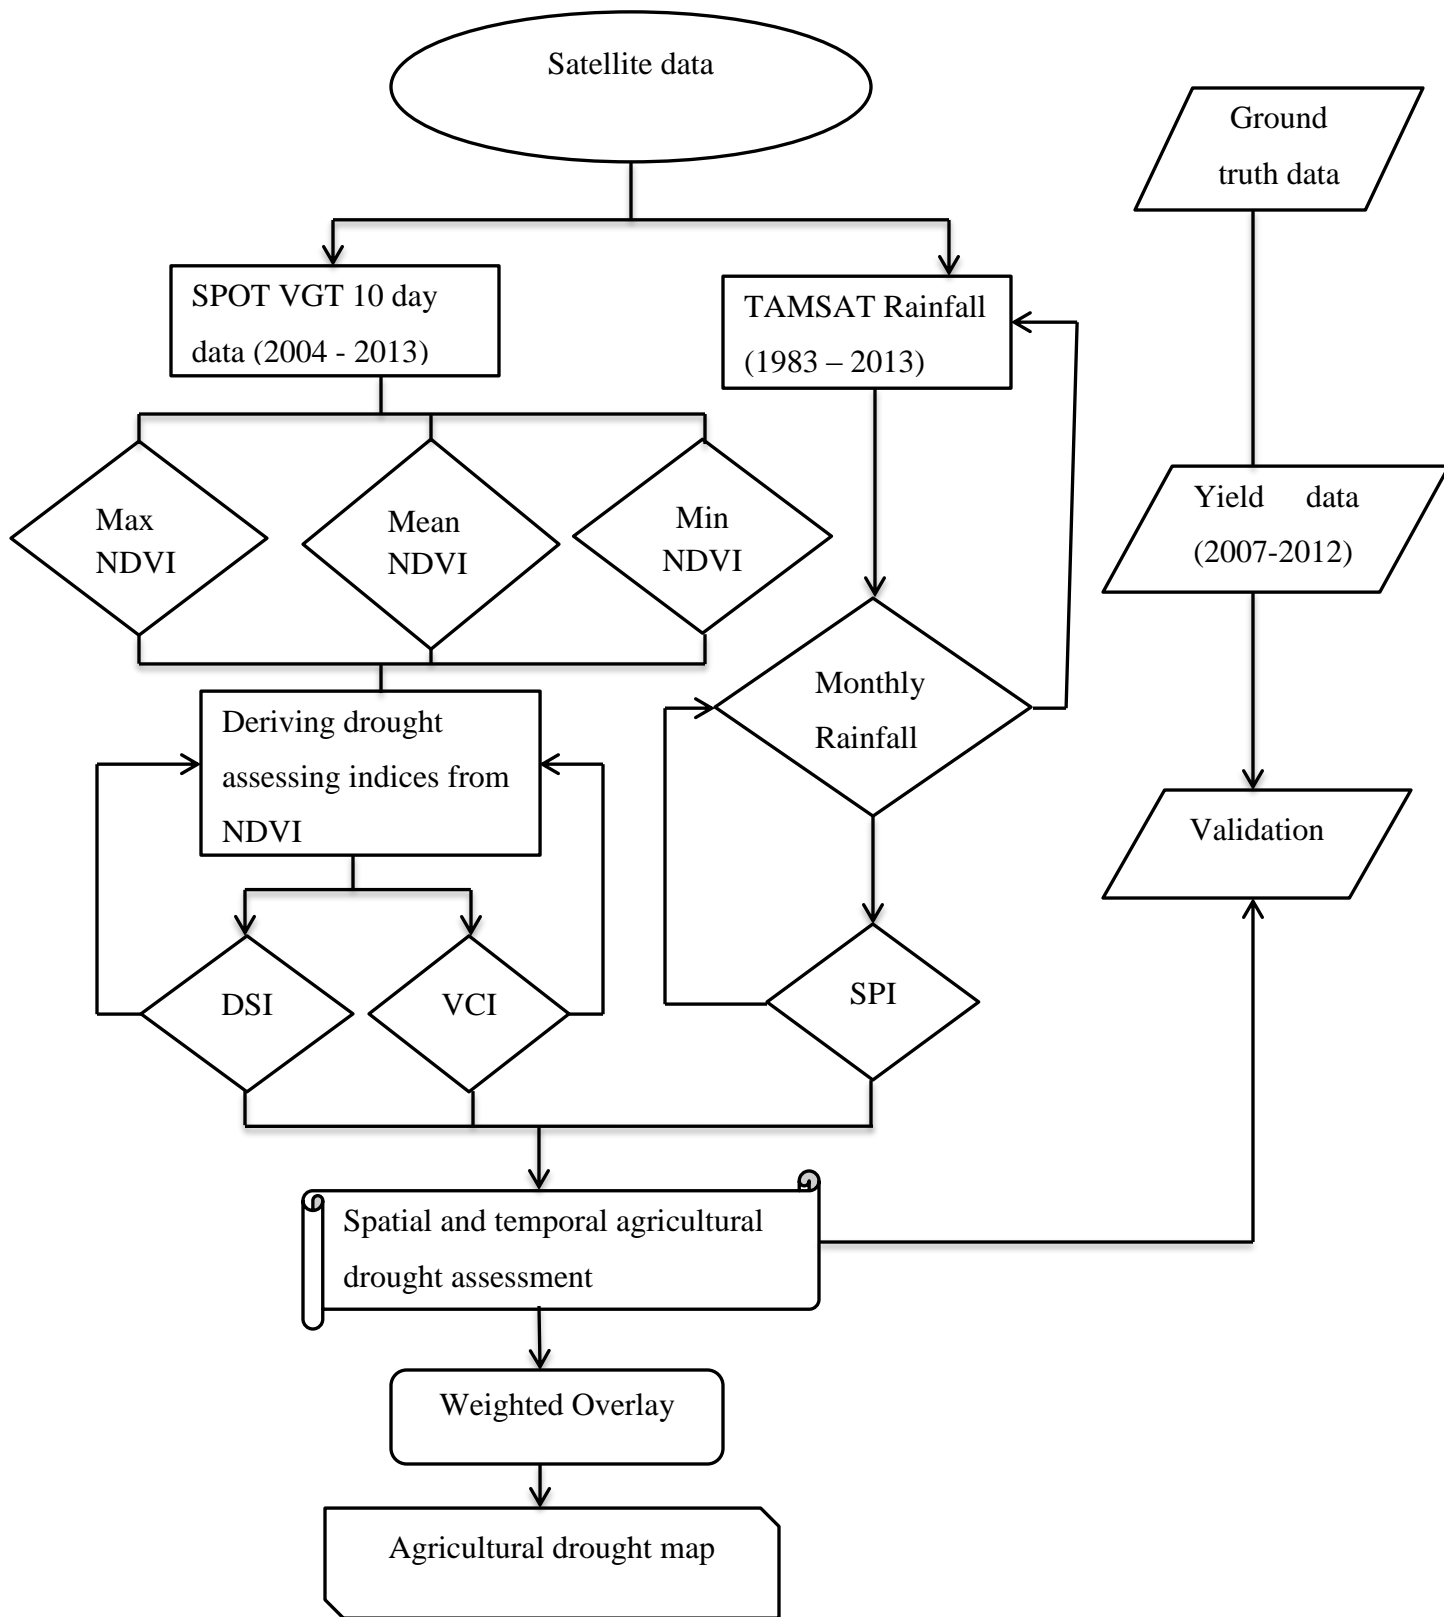 Satellite data
Ground
truth data
SPOT VGT 10 day
data (2004 - 2013)
TAMSAT Rainfall
(1983 – 2013)
Max
NDVI
Mean
NDVI
Min
NDVI
Yield data
(2007-2012)
Deriving drought
assessing indices from
NDVI
Monthly
Rainfall
Validation
DSI
VCI
SPI
Spatial and temporal agricultural
drought assessment
Weighted Overlay
Agricultural drought map